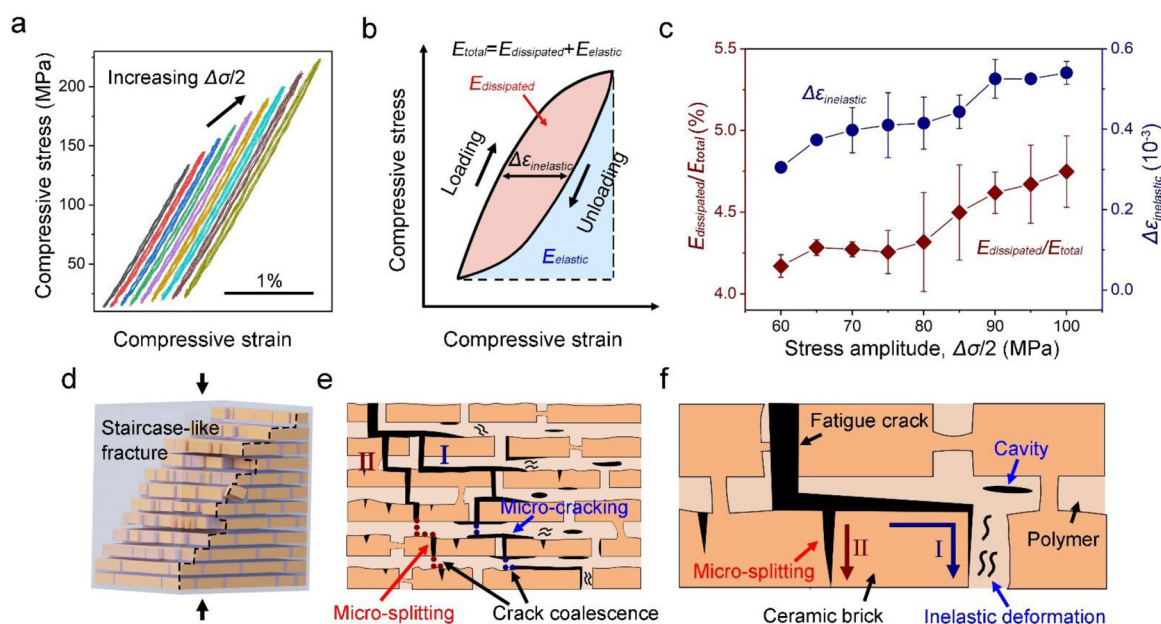 a
Compressive stress (MPa)
200
150
100
50
Increasing Δσ/2
1%
Compressive strain
b
E_total=E_dissipated+E_elastic
E_dissipated
Compressive stress
Loading
Δε_inelastic
Unloading
E_elastic
Compressive strain
c
E_dissipated/E_total (%)
5.5
5.0
4.5
4.0
Δε_inelastic
E_dissipated/E_total
0.6
0.4
0.2
0.0
Δε_inelastic (10⁻³)
60
70
80
90
100
Stress amplitude, Δσ/2 (MPa)
d
Staircase-like
fracture
e
II
I
Micro-cracking
Micro-splitting
Crack coalescence
f
Fatigue crack
Cavity
Polymer
II
I
Micro-splitting
Ceramic brick
Inelastic deformation